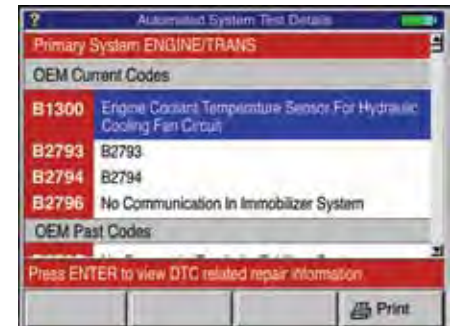 ?
Automated System Test Details
Primary System ENGINE/TRANS
OEM Current Codes
B1300 Engine Coolant Temperature Sensor For Hydraulic
Cooling Fan Circuit
B2793 B2793
B2794 B2794
B2796 No Communication In Immobilizer System
OEM Past Codes
Press ENTER to view DTC related repair information
Print